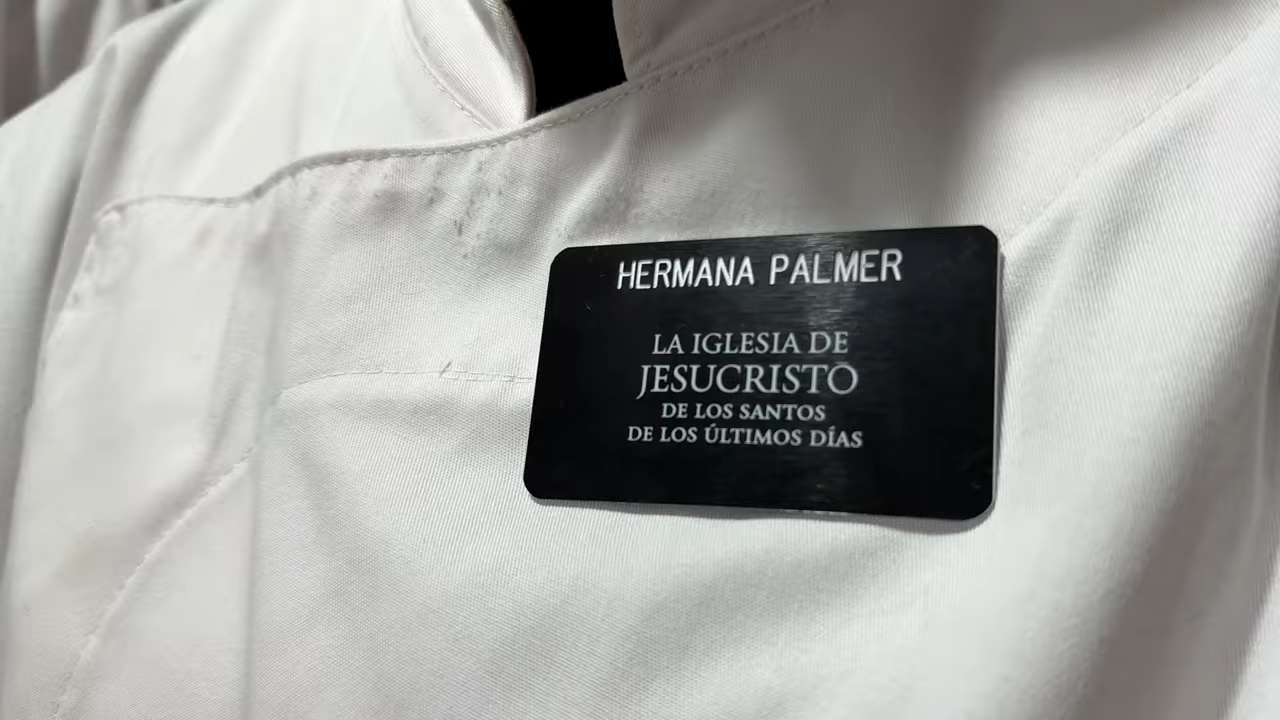 HERMANA PALMER
LA IGLESIA DE
JESUCRISTO
DE LOS SANTOS
DE LOS ÚLTIMOS DÍAS